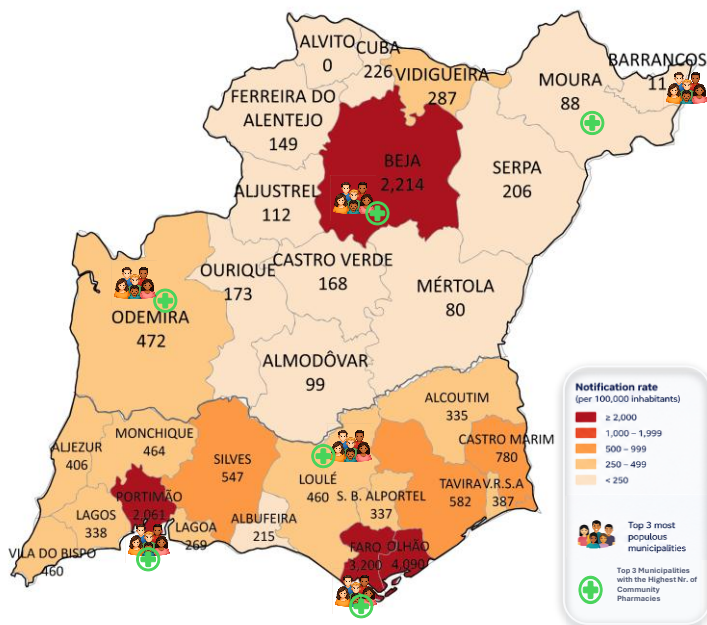 ALVITO
0
CUBA
226
VIDIGUEIRA
287
BARRANCOS
11
MOURA
88
FERREIRA DO
ALENTEJO
149
BEJA
2,214
SERPA
206
ALJUSTREL
112
OURIQUE
173
CASTRO VERDE
168
MÉRTOLA
80
ODEMIRA
472
ALMODÔVAR
99
ALCOUTIM
335
ALJEZUR
406
MONCHIQUE
464
SILVES
547
LOULÉ
460
CASTRO MARIM
780
S. B. ALPORTEL
337
TAVIRA
582
V.R.S.A
387
PORTIMÃO
2,061
LAGOS
338
LAGOA
269
ALBUFEIRA
215
VILA DO BISPO
460
FARO
3,200
OLHÃO
4,090
Notification rate
(per 100,000 inhabitants)
≥ 2,000
1,000 – 1,999
500 – 999
250 – 499
< 250
Top 3 most
populous
municipalities
Top 3 Municipalities
with the Highest Nr. of
Community
Pharmacies